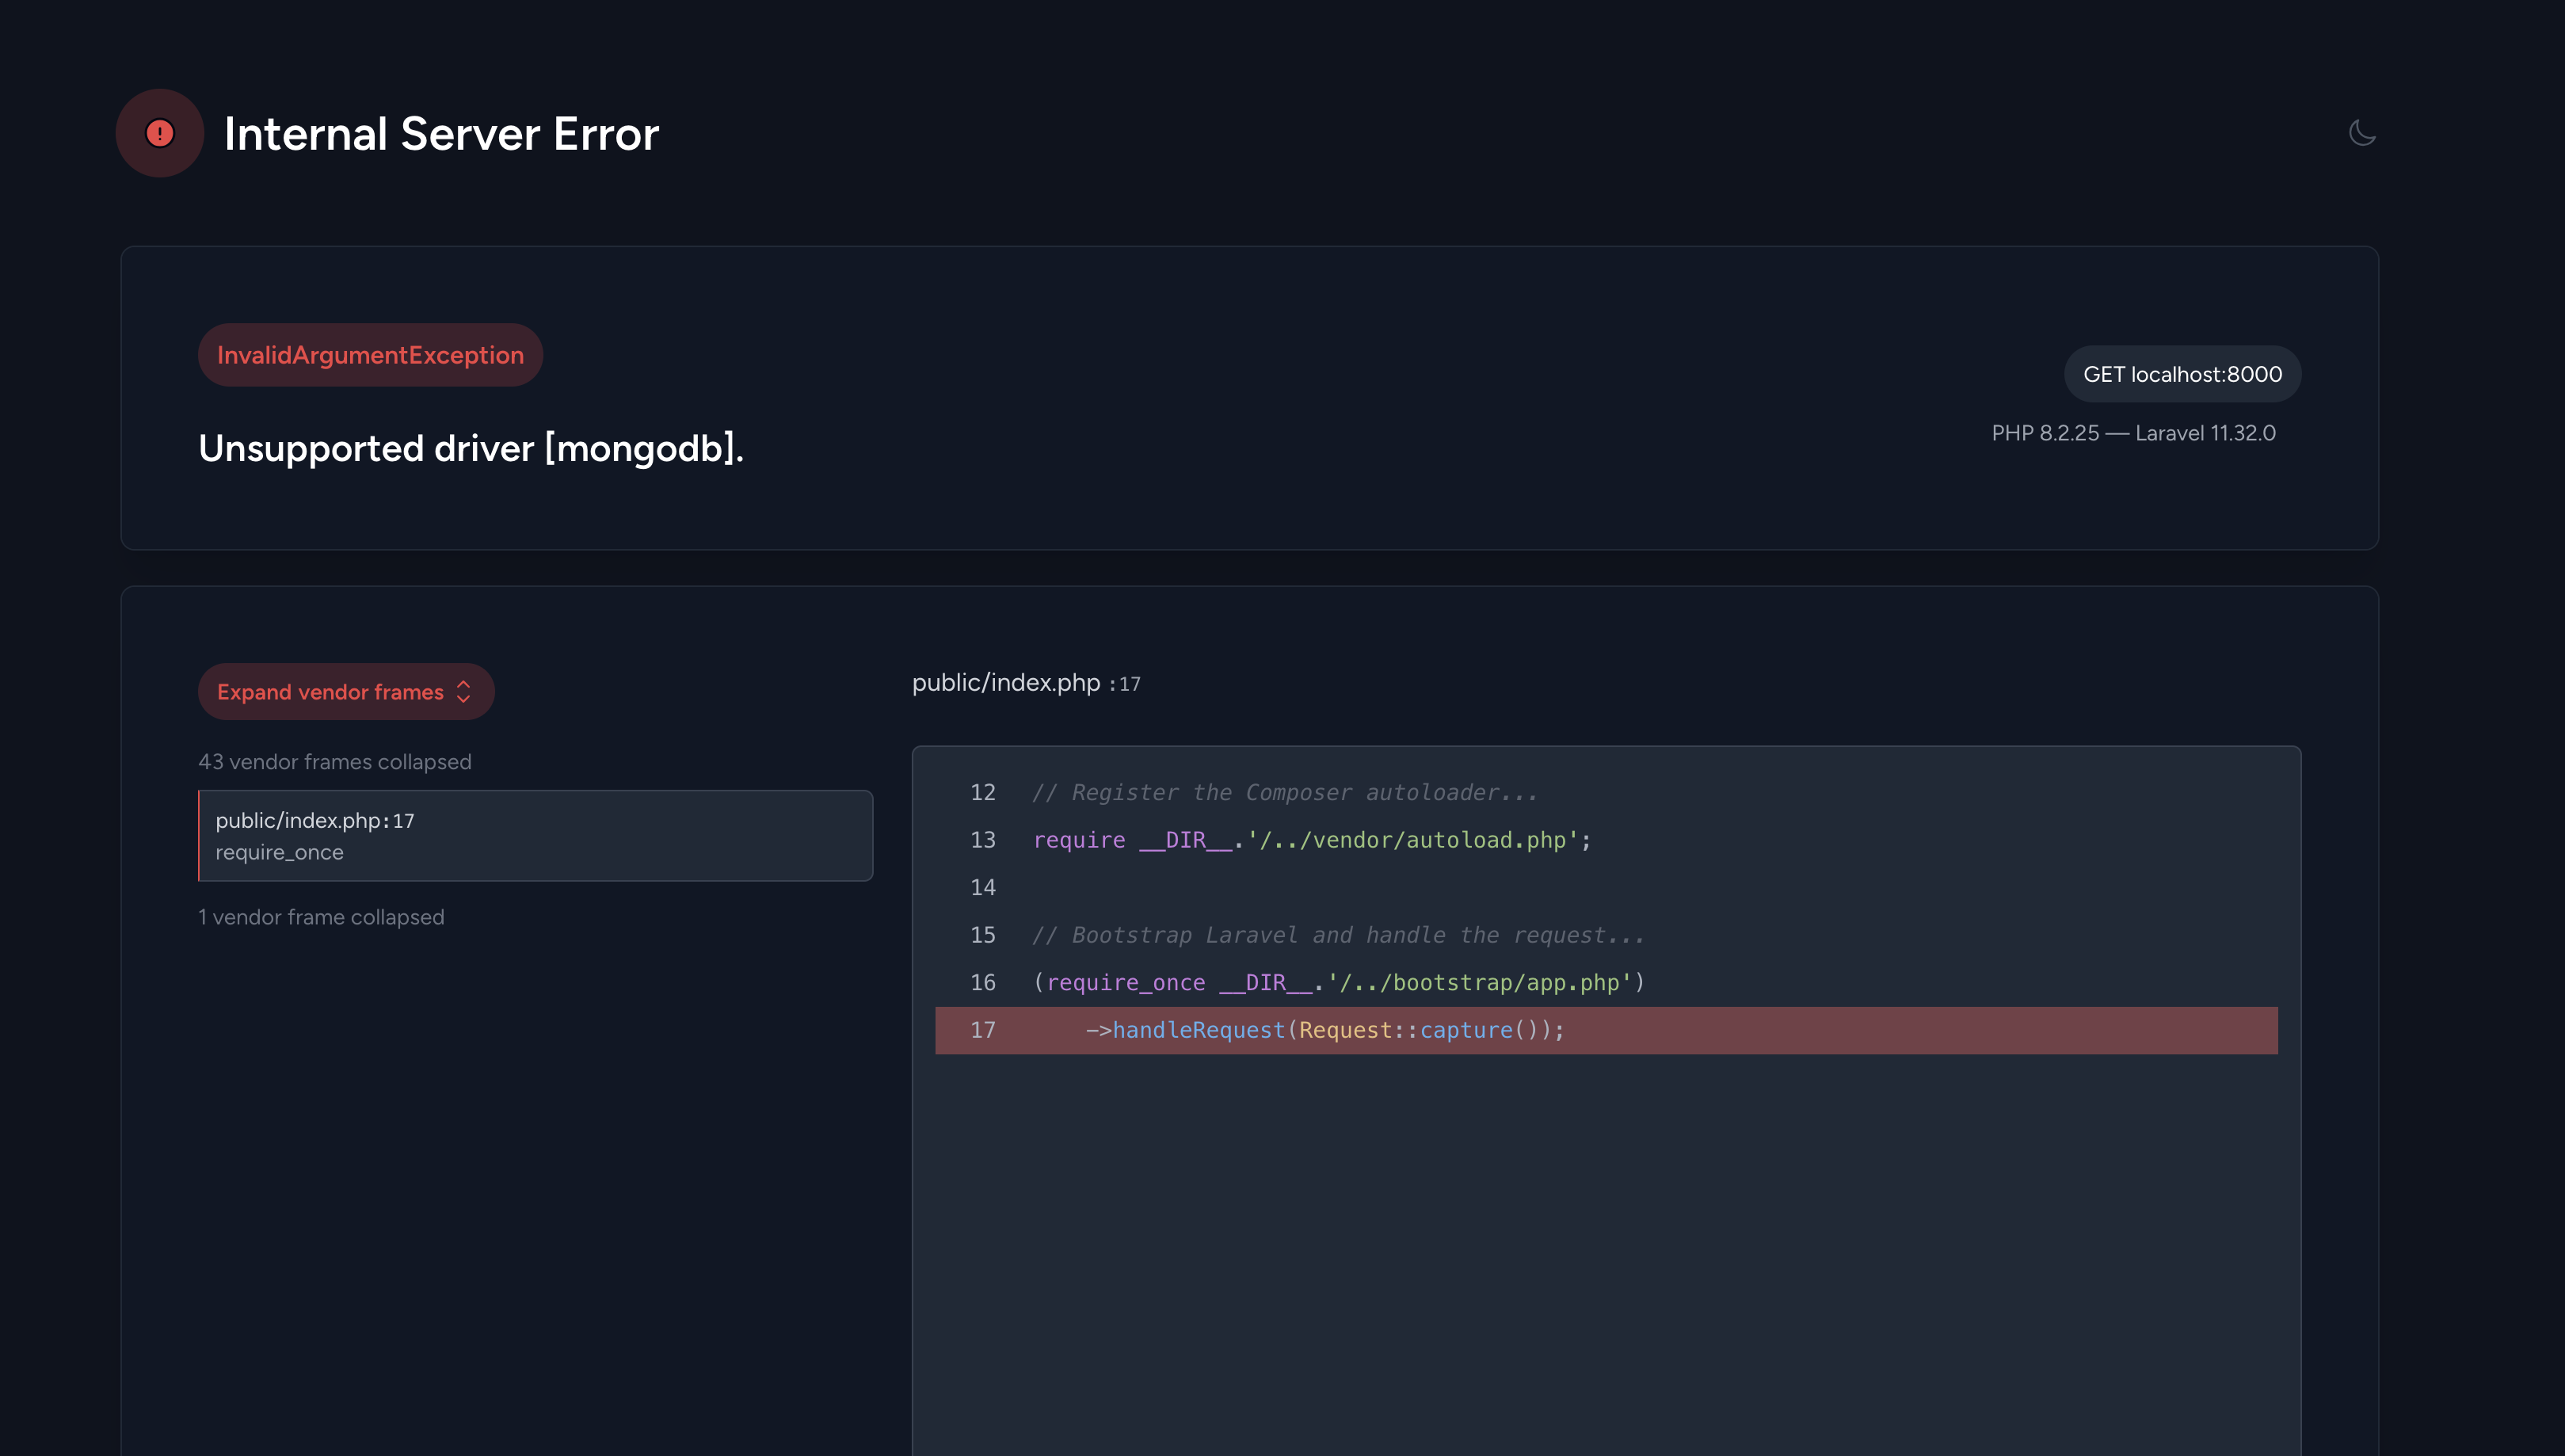 Internal Server Error
InvalidArgumentException
GET localhost:8000
PHP 8.2.25 — Laravel 11.32.0
Unsupported driver [mongodb].
Expand vendor frames
43 vendor frames collapsed
public/index.php:17
require_once
1 vendor frame collapsed
public/index.php :17
12 // Register the Composer autoloader...
13 require __DIR__.'/../vendor/autoload.php';
14
15 // Bootstrap Laravel and handle the request...
16 (require_once __DIR__.'/../bootstrap/app.php')
17     ->handleRequest(Request::capture());